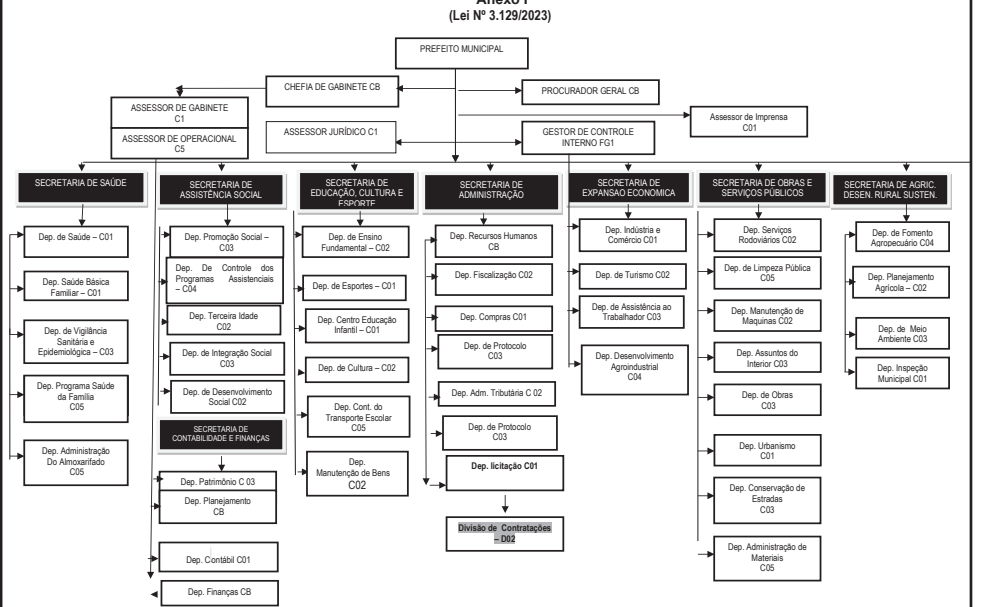 Anexo I
(Lei Nº 3.129/2023)
PREFEITO MUNICIPAL
CHEFIA DE GABINETE CB
PROCURADOR GERAL CB
ASSESSOR DE GABINETE
C1
ASSESSOR DE OPERACIONAL
C5
Assessor de Imprensa
C01
ASSESSOR JURÍDICO C1
GESTOR DE CONTROLE
INTERNO FG1
SECRETARIA DE SAÚDE
Dep. de Saúde – C01
Dep. Saúde Básica
Familiar – C01
Dep. de Vigilância
Sanitária e
Epidemiológica – C03
Dep. Programa Saúde
da Família
C05
Dep. Administração
Do Almoxarifado
C05
SECRETARIA DE
ASSISTÊNCIA SOCIAL
Dep. Promoção Social –
C03
Dep. De Controle dos
Programas Assistenciais
– C04
Dep. Terceira Idade
C02
Dep. de Integração Social
C03
Dep. de Desenvolvimento
Social C02
SECRETARIA DE
CONTABILIDADE E FINANÇAS
Dep. Patrimônio C 03
Dep. Planejamento
CB
Dep. Contábil C01
Dep. Finanças CB
SECRETARIA DE
EDUCAÇÃO, CULTURA E
ESPORTE
Dep. de Ensino
Fundamental – C02
Dep. de Esportes – C01
Dep. Centro Educação
Infantil – C01
Dep. de Cultura – C02
Dep. Cont. do
Transporte Escolar
C05
Dep.
Manutenção de Bens
C02
SECRETARIA DE
ADMINISTRAÇÃO
Dep. Recursos Humanos
CB
Dep. Fiscalização C02
Dep. Compras C01
Dep. de Protocolo
C03
Dep. Adm. Tributária C 02
Dep. de Protocolo
C03
Dep. licitação C01
Divisão de Contratações
– D02
SECRETARIA DE
EXPANSAO ECONOMICA
Dep. Indústria e
Comércio C01
Dep. de Turismo C02
Dep. de Assistência ao
Trabalhador C03
Dep. Desenvolvimento
Agroindustrial
C04
SECRETARIA DE OBRAS E
SERVIÇOS PÚBLICOS
Dep. Serviços
Rodoviários C02
Dep. de Limpeza Pública
C05
Dep. Manutenção de
Maquinas C02
Dep. Assuntos do
Interior C03
Dep. de Obras
C03
Dep. Urbanismo
C01
Dep. Conservação de
Estradas
C03
Dep. Administração de
Materiais
C05
SECRETARIA DE AGRIC.
DESEN. RURAL SUSTEN.
Dep. de Fomento
Agropecuário C04
Dep. Planejamento
Agrícola – C02
Dep. de Meio
Ambiente C03
Dep. Inspeção
Municipal C01